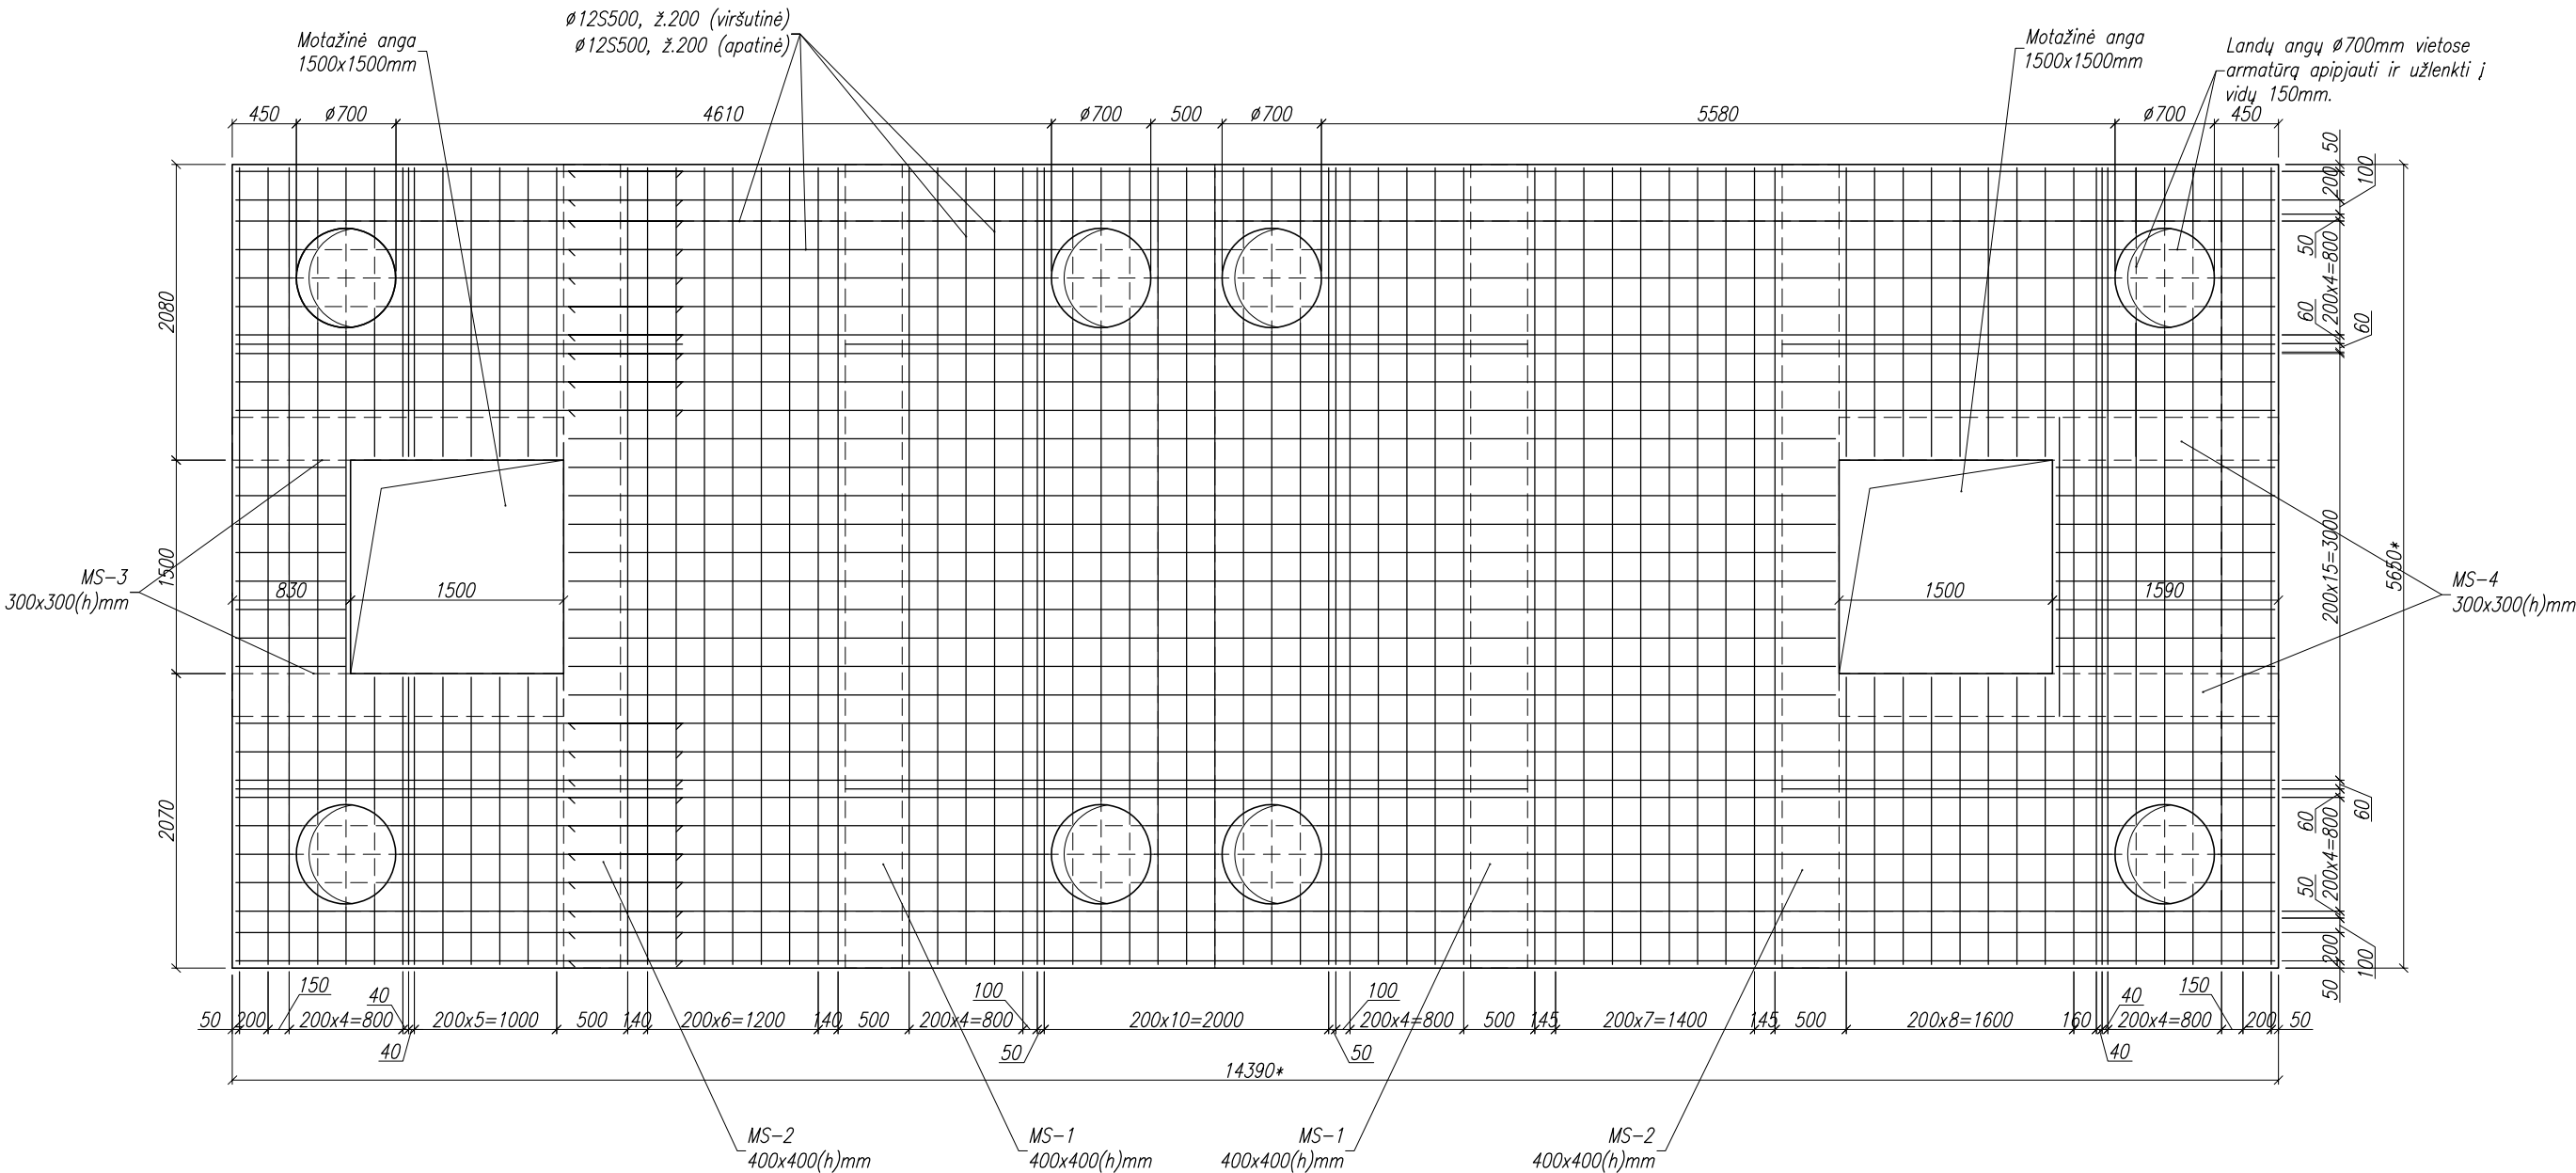 ø12S500, ž.200 (viršutinė)
ø12S500, ž.200 (apatinė)
Motažinė anga
1500x1500mm
Motažinė anga
1500x1500mm
Landų angų ø700mm vietose
armatūrą apipjauti ir užlenkti į
vidų 150mm.
450
ø700
4610
ø700
500
ø700
5580
ø700
450
2080
1500
2070
MS-3
300x300(h)mm
830
1500
1500
1590
MS-4
300x300(h)mm
50
100
200
50
200x4=800
60
60
200x15=3000
5650*
60
60
200x4=800
50
200
100
50
50
200
150
200x4=800
40
40
200x5=1000
500
140
200x6=1200
140
500
200x4=800
100
50
200x10=2000
50
100
200x4=800
500
145
200x7=1400
145
500
200x8=1600
160
40
40
200x4=800
150
200
50
14390*
MS-2
400x400(h)mm
MS-1
400x400(h)mm
MS-1
400x400(h)mm
MS-2
400x400(h)mm